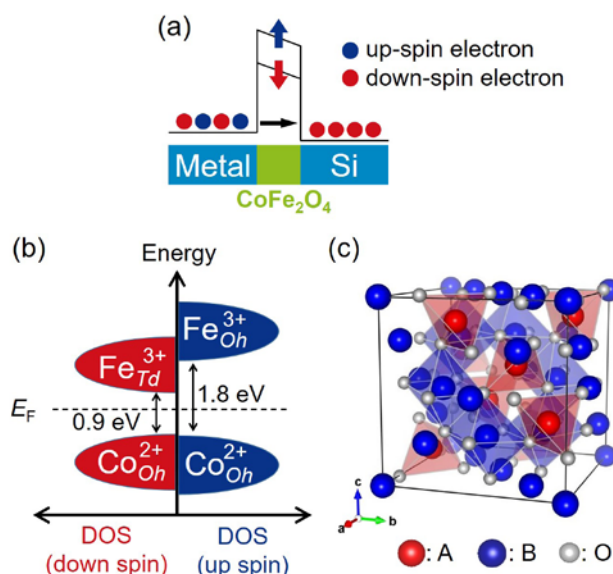 (a)
up-spin electron
down-spin electron
Metal
Si
CoFe₂O₄
(b)
Energy
Fe³⁺Oh
Fe³⁺Td
1.8 eV
EF
0.9 eV
Co²⁺Oh
Co²⁺Oh
DOS
(down spin)
DOS
(up spin)
(c)
c
a
b
: A
: B
: O